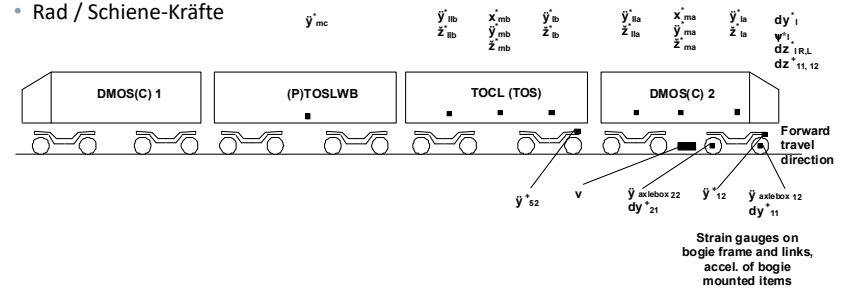 • Rad / Schiene-Kräfte
ÿ*mc
ÿ*IIb
z̈*IIb
ẍ*mb
ÿ*mb
z̈*mb
ÿ*Ib
z̈*Ib
ÿ*IIa
z̈*IIa
ẍ*ma
ÿ*ma
z̈*ma
ÿ*Ia
z̈*Ia
dy*I
ψ*I
dz*I R,L
dz+11, 12
DMOS(C) 1
(P)TOSLWB
TOCL (TOS)
DMOS(C) 2
Forward
travel
direction
ÿ+52
v
ÿ axlebox 22
dy+21
ÿ+12
ÿ axlebox 12
dy+11
Strain gauges on
bogie frame and links,
accel. of bogie
mounted items